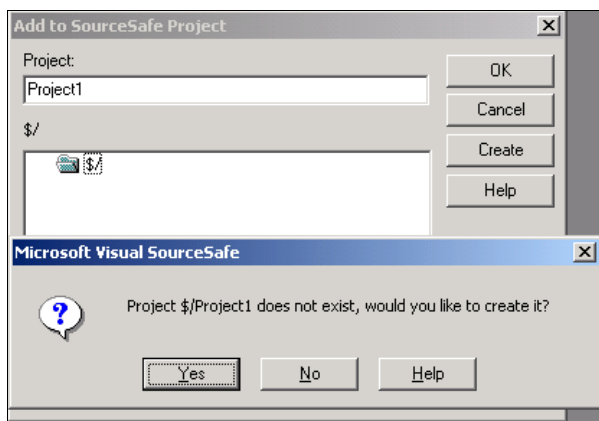 Add to SourceSafe Project
Project:
Project1
OK
Cancel
$/
Create
$/
Help
Microsoft Visual SourceSafe
?
Project $/Project1 does not exist, would you like to create it?
Yes
No
Help